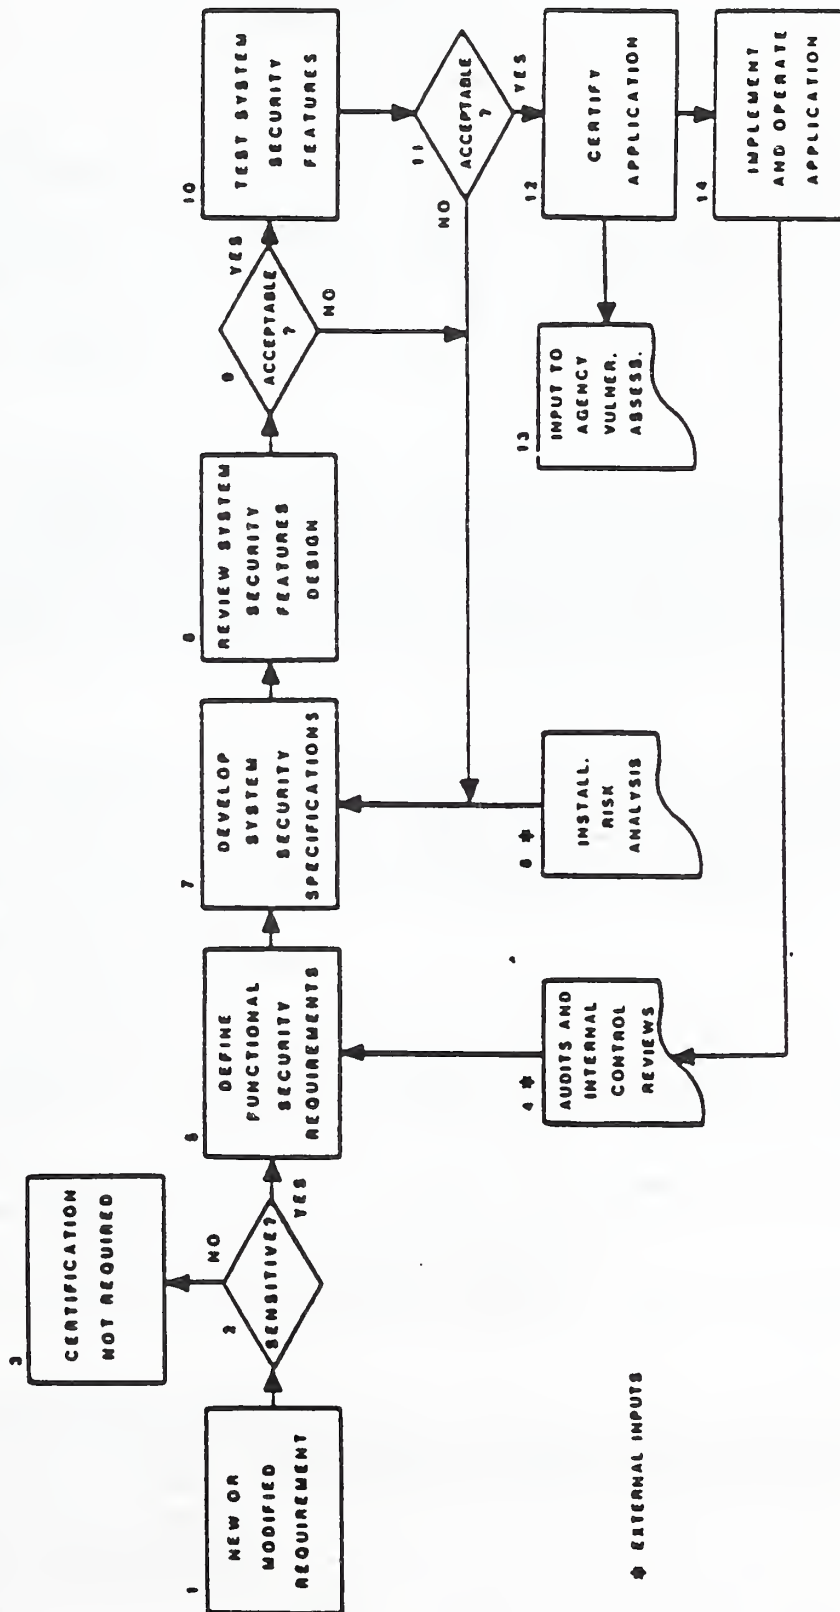 1
NEW OR
MODIFIED
REQUIREMENT
2
SENSITIVE?
NO
YES
3
CERTIFICATION
NOT REQUIRED
4 *
AUDITS AND
INTERNAL
CONTROL
REVIEWS
5
DEFINE
FUNCTIONAL
SECURITY
REQUIREMENTS
6 *
INSTALL.
RISK
ANALYSIS
7
DEVELOP
SYSTEM
SECURITY
SPECIFICATIONS
8
REVIEW SYSTEM
SECURITY
FEATURES
DESIGN
9
ACCEPTABLE
?
YES
NO
10
TEST SYSTEM
SECURITY
FEATURES
11
ACCEPTABLE
?
NO
YES
12
CERTIFY
APPLICATION
13
INPUT TO
AGENCY
VULNER.
ASSESS.
14
IMPLEMENT
AND OPERATE
APPLICATION
* EXTERNAL INPUTS